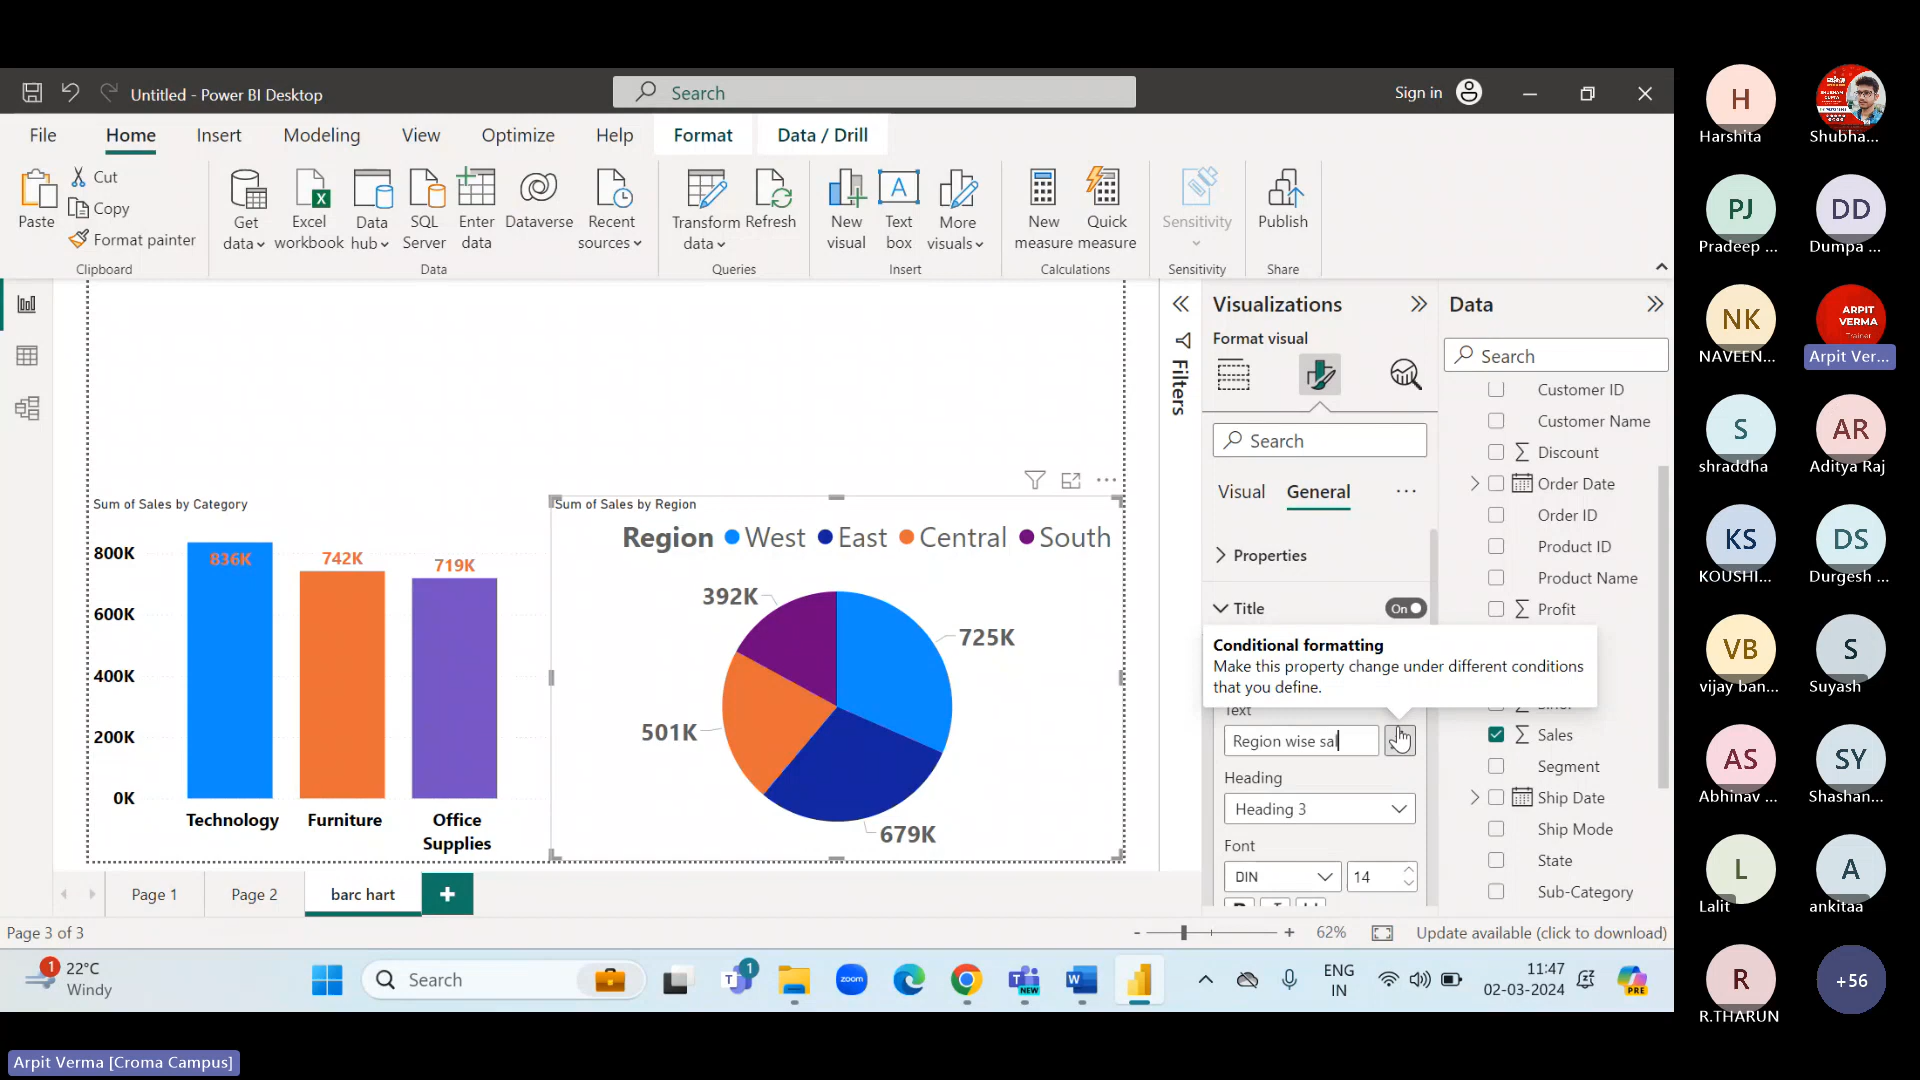 Untitled - Power BI Desktop
Search
Sign in
File
Home
Insert
Modeling
View
Optimize
Help
Format
Data / Drill
Paste
Cut
Copy
Format painter
Clipboard
Get data
Excel workbook
Data hub
SQL Server
Enter data
Dataverse
Recent sources
Data
Transform data
Refresh
Queries
New visual
Text box
More visuals
Insert
New measure
Quick measure
Calculations
Sensitivity
Sensitivity
Publish
Share
Sum of Sales by Category
800K
600K
400K
200K
0K
836K
742K
719K
Technology
Furniture
Office
Supplies
Sum of Sales by Region
Region West East Central South
392K
725K
501K
679K
Filters
Visualizations
Format visual
Search
Visual
General
Properties
Title
On
Conditional formatting
Make this property change under different conditions
that you define.
Text
Region wise sal
Heading
Heading 3
Font
DIN
14
Data
Search
Customer ID
Customer Name
Discount
Order Date
Order ID
Product ID
Product Name
Profit
Sales
Segment
Ship Date
Ship Mode
State
Sub-Category
Page 1
Page 2
barc hart
Page 3 of 3
- + 62%
Update available (click to download)
1
22°C
Windy
Search
1
zoom
NEW
ENG
IN
11:47
02-03-2024
PRE
H
Harshita
Shubha...
PJ
Pradeep ...
DD
Dumpa ...
NK
NAVEEN...
ARPIT
VERMA
Trainer
Arpit Ver...
S
shraddha
AR
Aditya Raj
KS
KOUSHI...
DS
Durgesh ...
VB
vijay ban...
S
Suyash
AS
Abhinav ...
SY
Shashan...
L
Lalit
A
ankitaa
R
R.THARUN
+56
Arpit Verma [Croma Campus]